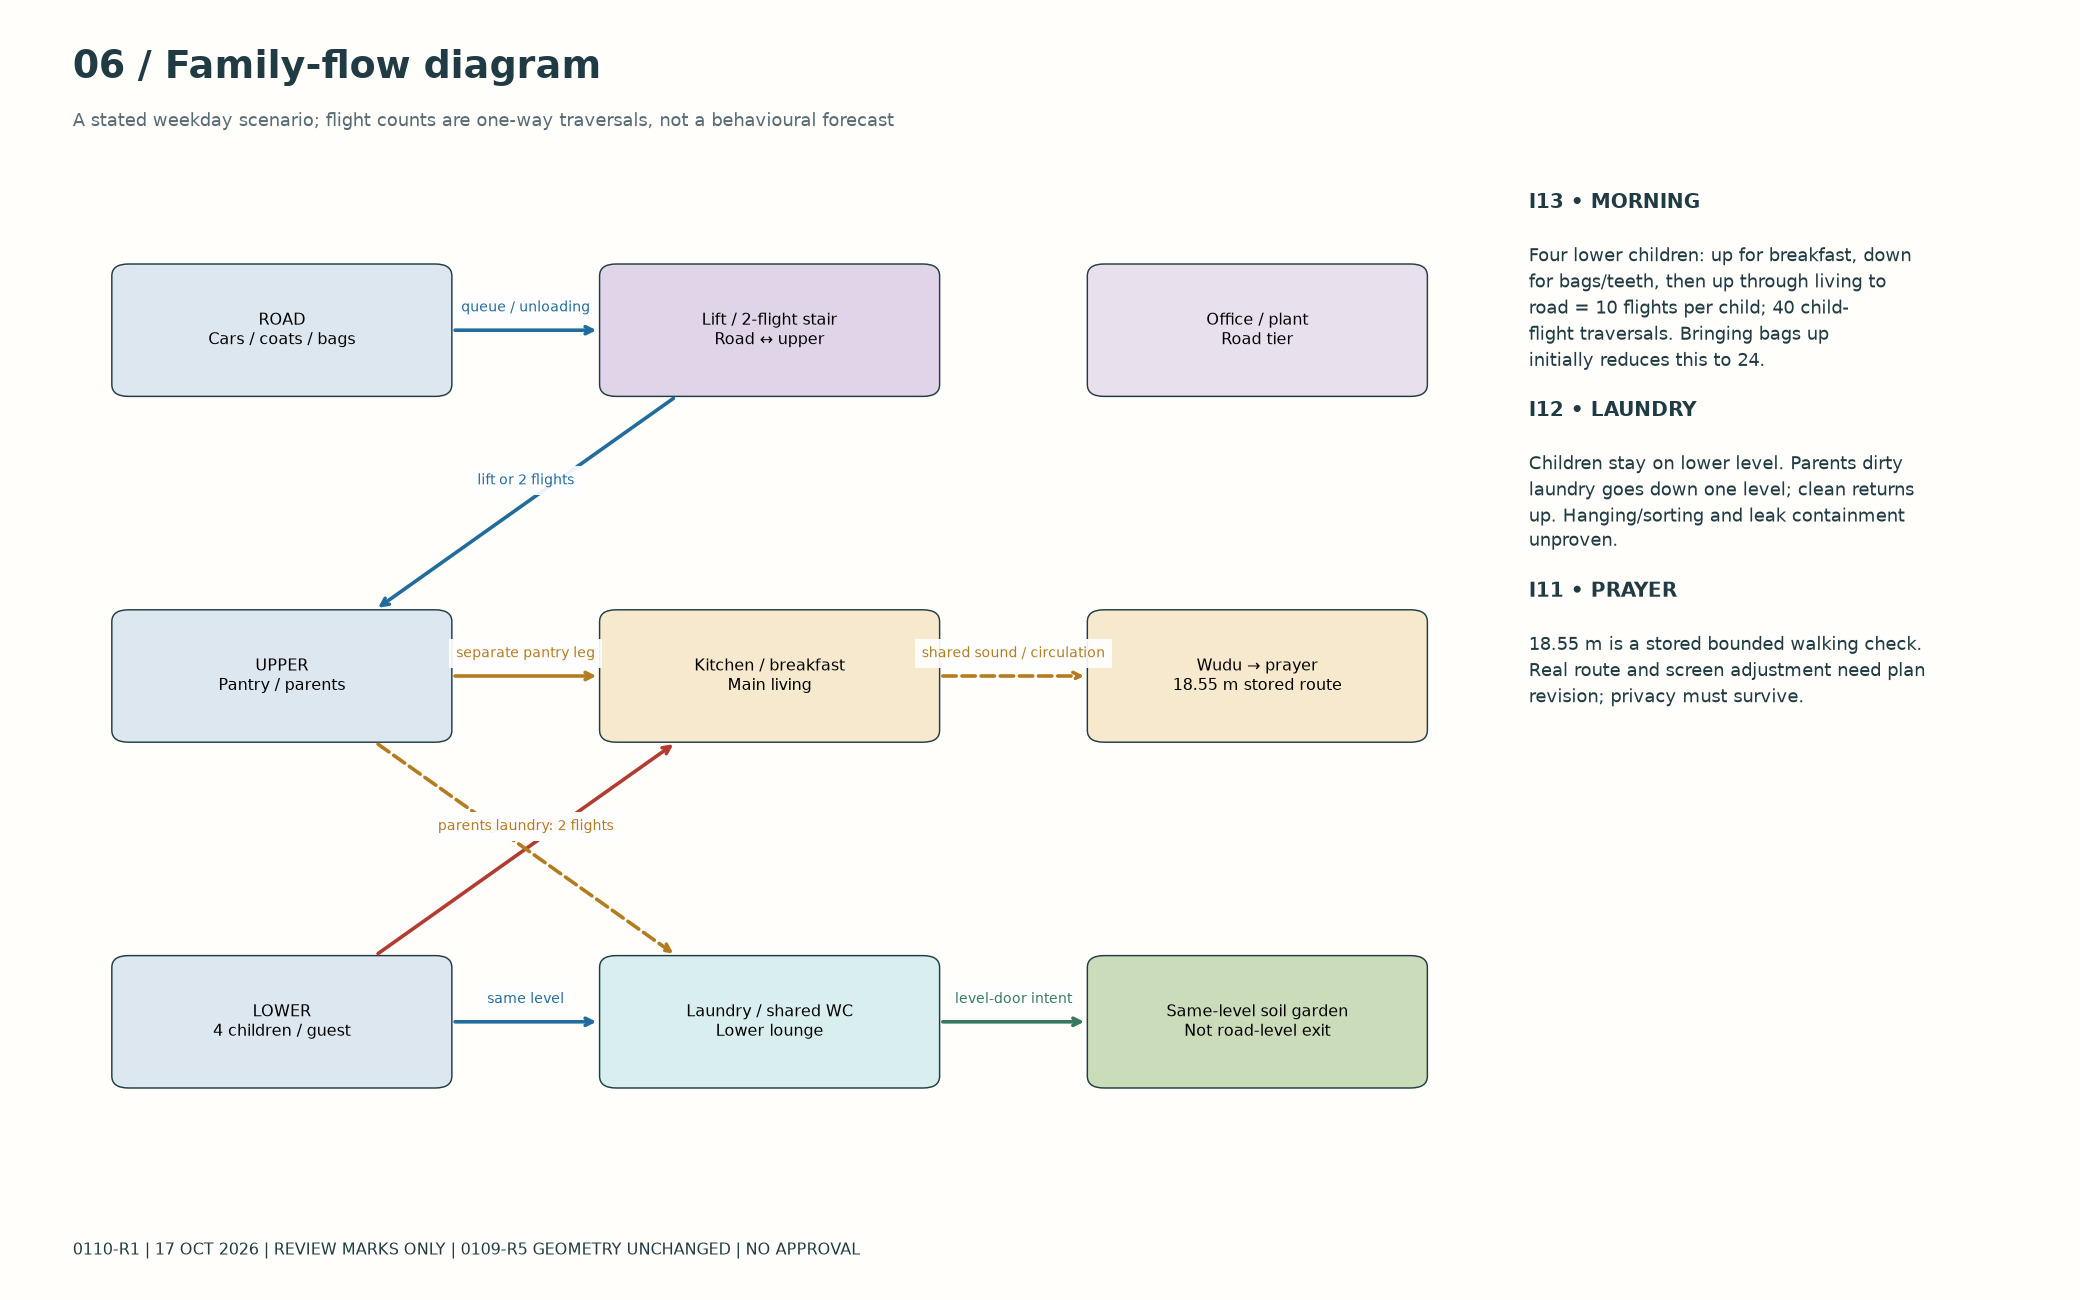 06 / Family-flow diagram
A stated weekday scenario; flight counts are one-way traversals, not a behavioural forecast
ROAD
Cars / coats / bags
queue / unloading
Lift / 2-flight stair
Road ↔ upper
Office / plant
Road tier
lift or 2 flights
UPPER
Pantry / parents
separate pantry leg
Kitchen / breakfast
Main living
shared sound / circulation
Wudu → prayer
18.55 m stored route
parents laundry: 2 flights
LOWER
4 children / guest
same level
Laundry / shared WC
Lower lounge
level-door intent
Same-level soil garden
Not road-level exit
I13 • MORNING
Four lower children: up for breakfast, down
for bags/teeth, then up through living to
road = 10 flights per child; 40 child-
flight traversals. Bringing bags up
initially reduces this to 24.
I12 • LAUNDRY
Children stay on lower level. Parents dirty
laundry goes down one level; clean returns
up. Hanging/sorting and leak containment
unproven.
I11 • PRAYER
18.55 m is a stored bounded walking check.
Real route and screen adjustment need plan
revision; privacy must survive.
0110-R1 | 17 OCT 2026 | REVIEW MARKS ONLY | 0109-R5 GEOMETRY UNCHANGED | NO APPROVAL